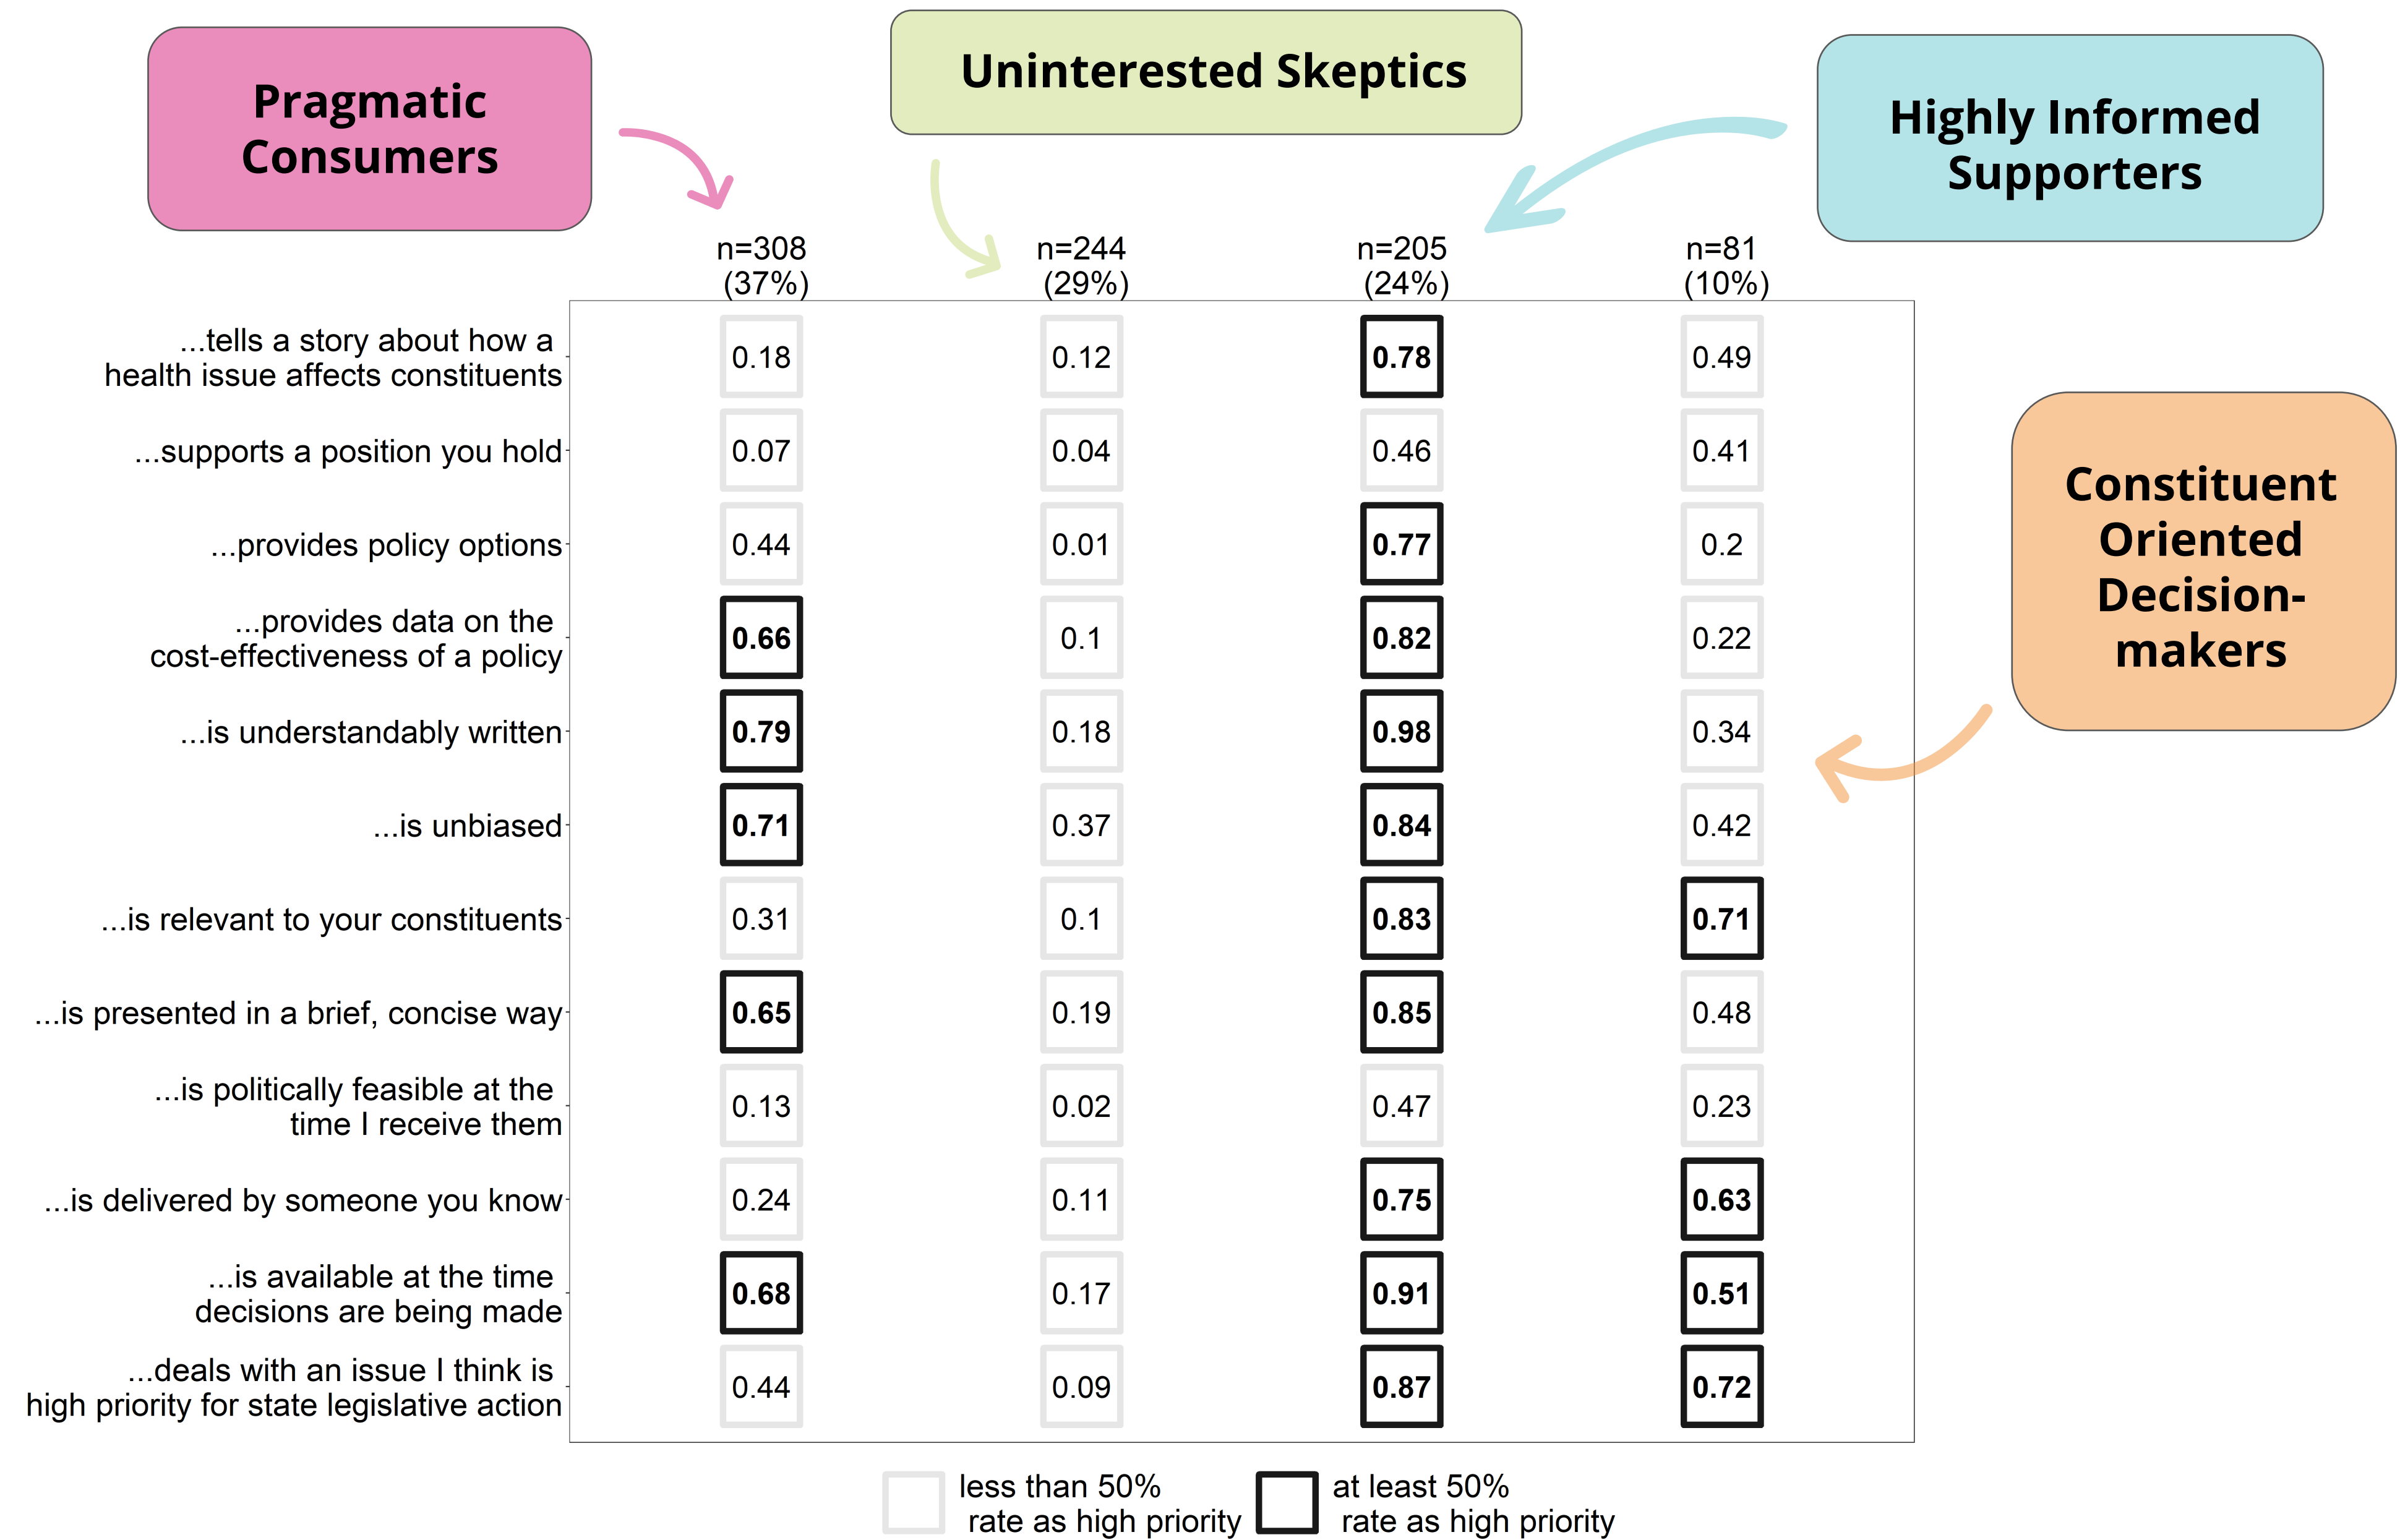 Pragmatic
Consumers
Uninterested Skeptics
Highly Informed
Supporters
n=308
(37%)
n=244
(29%)
n=205
(24%)
n=81
(10%)
...tells a story about how a
health issue affects constituents
0.18
0.12
0.78
0.49
...supports a position you hold
0.07
0.04
0.46
0.41
...provides policy options
0.44
0.01
0.77
0.2
...provides data on the
cost-effectiveness of a policy
0.66
0.1
0.82
0.22
...is understandably written
0.79
0.18
0.98
0.34
...is unbiased
0.71
0.37
0.84
0.42
...is relevant to your constituents
0.31
0.1
0.83
0.71
...is presented in a brief, concise way
0.65
0.19
0.85
0.48
...is politically feasible at the
time I receive them
0.13
0.02
0.47
0.23
...is delivered by someone you know
0.24
0.11
0.75
0.63
...is available at the time
decisions are being made
0.68
0.17
0.91
0.51
...deals with an issue I think is
high priority for state legislative action
0.44
0.09
0.87
0.72
Constituent
Oriented
Decision-
makers
less than 50%
rate as high priority
at least 50%
rate as high priority